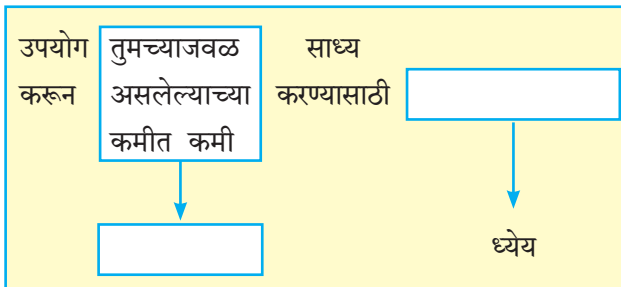 उपयोग तुमच्याजवळ साध्य
करून असलेल्याच्या करण्यासाठी
कमीत कमी
ध्येय